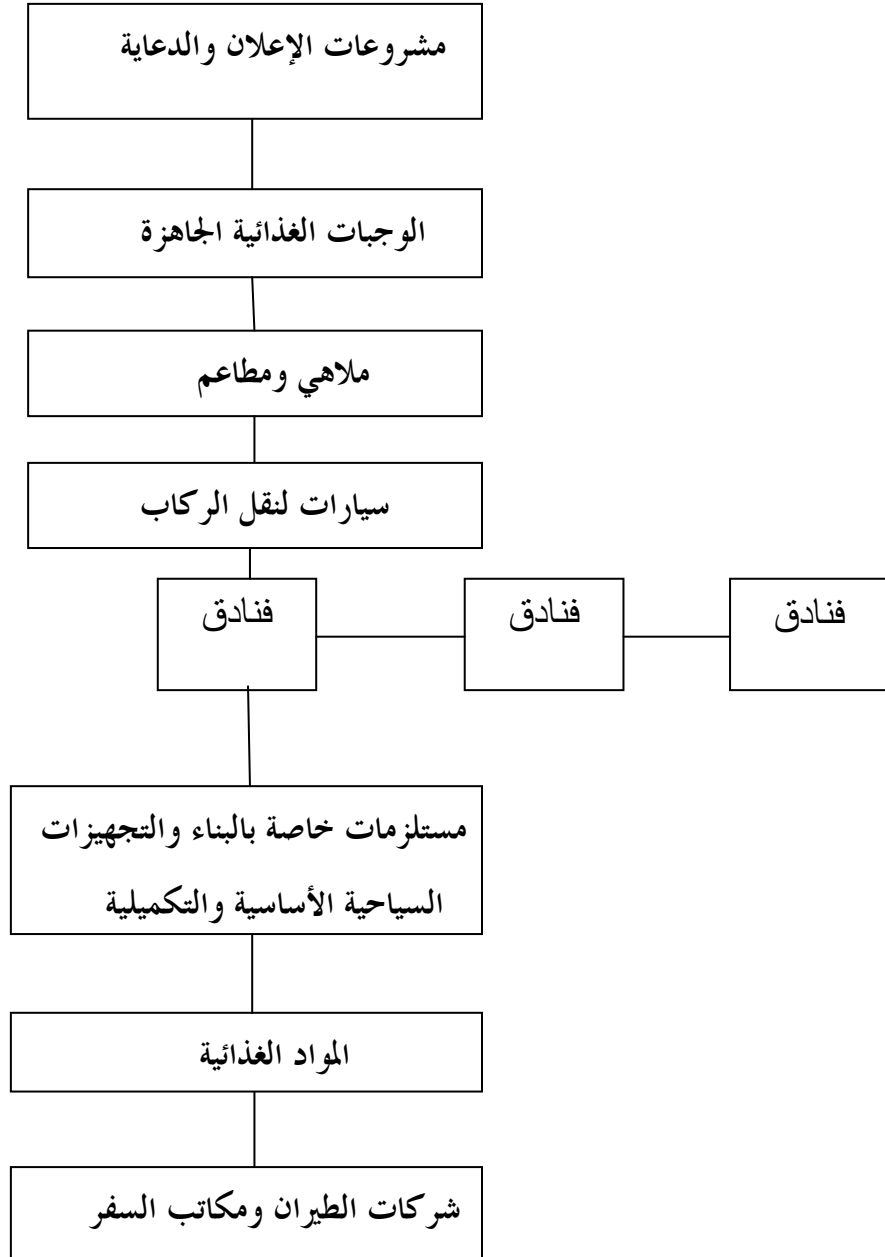 مشروعات الإعلان والدعاية
الوجبات الغذائية الجاهزة
ملاهي ومطاعم
سيارات لنقل الركاب
فنادق
فنادق
فنادق
مستلزمات خاصة بالبناء والتجهيزات
السياحية الأساسية والتكميلية
المواد الغذائية
شركات الطيران ومكاتب السفر